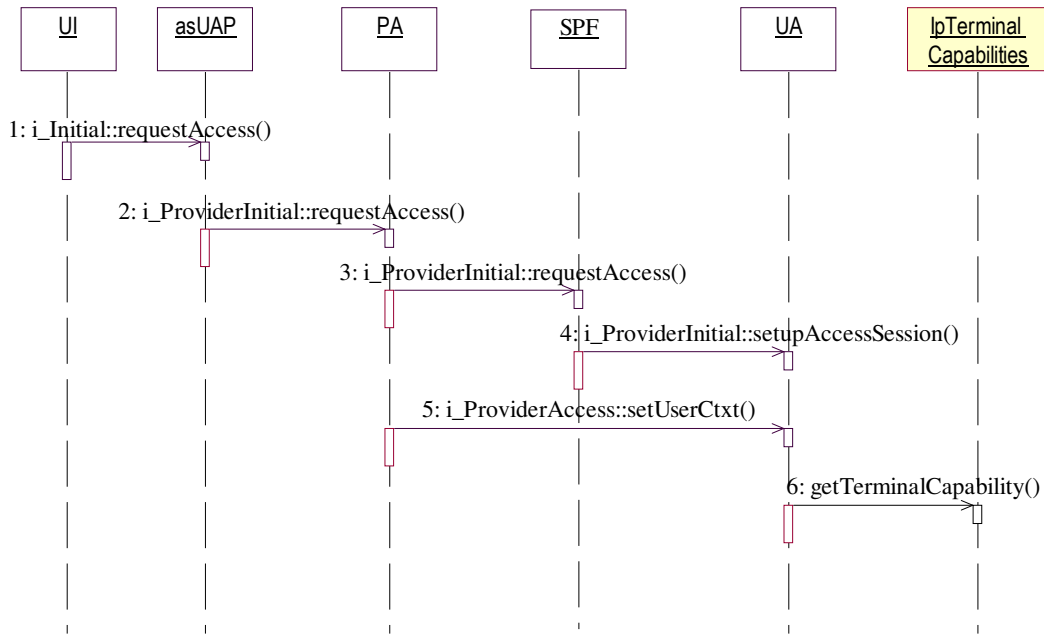 UI
asUAP
PA
SPF
UA
IpTerminal
Capabilities
1: i_Initial::requestAccess()
2: i_ProviderInitial::requestAccess()
3: i_ProviderInitial::requestAccess()
4: i_ProviderInitial::setupAccessSession()
5: i_ProviderAccess::setUserCtxt()
6: getTerminalCapability()